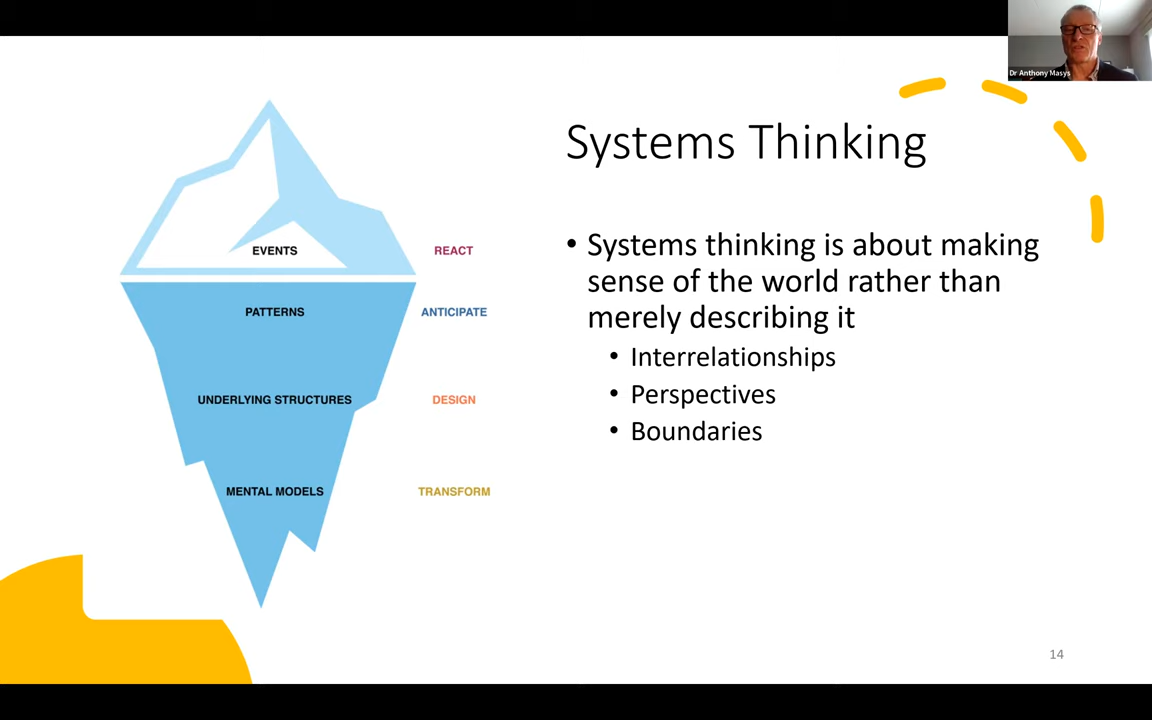 Dr Anthony Masys
Systems Thinking
EVENTS
REACT
PATTERNS
ANTICIPATE
UNDERLYING STRUCTURES
DESIGN
MENTAL MODELS
TRANSFORM
• Systems thinking is about making
sense of the world rather than
merely describing it
• Interrelationships
• Perspectives
• Boundaries
14